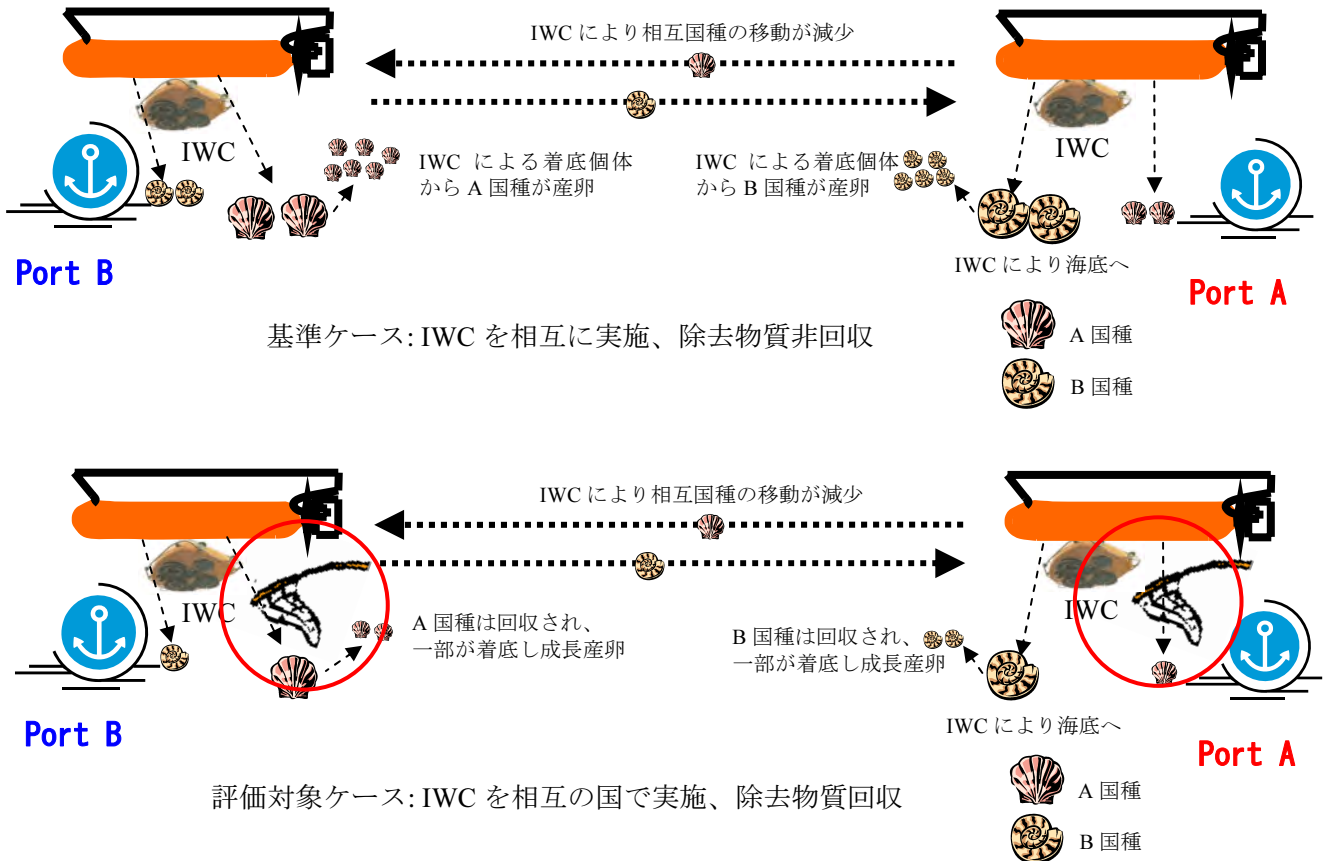 IWC により相互国種の移動が減少
IWC
IWC
IWC による着底個体
から A 国種が産卵
IWC による着底個体
から B 国種が産卵
IWC により海底へ
Port B
Port A
基準ケース: IWC を相互に実施、除去物質非回収
A 国種
B 国種
IWC により相互国種の移動が減少
IWC
IWC
A 国種は回収され、
一部が着底し成長産卵
B 国種は回収され、
一部が着底し成長産卵
IWC により海底へ
Port B
Port A
評価対象ケース: IWC を相互の国で実施、除去物質回収
A 国種
B 国種